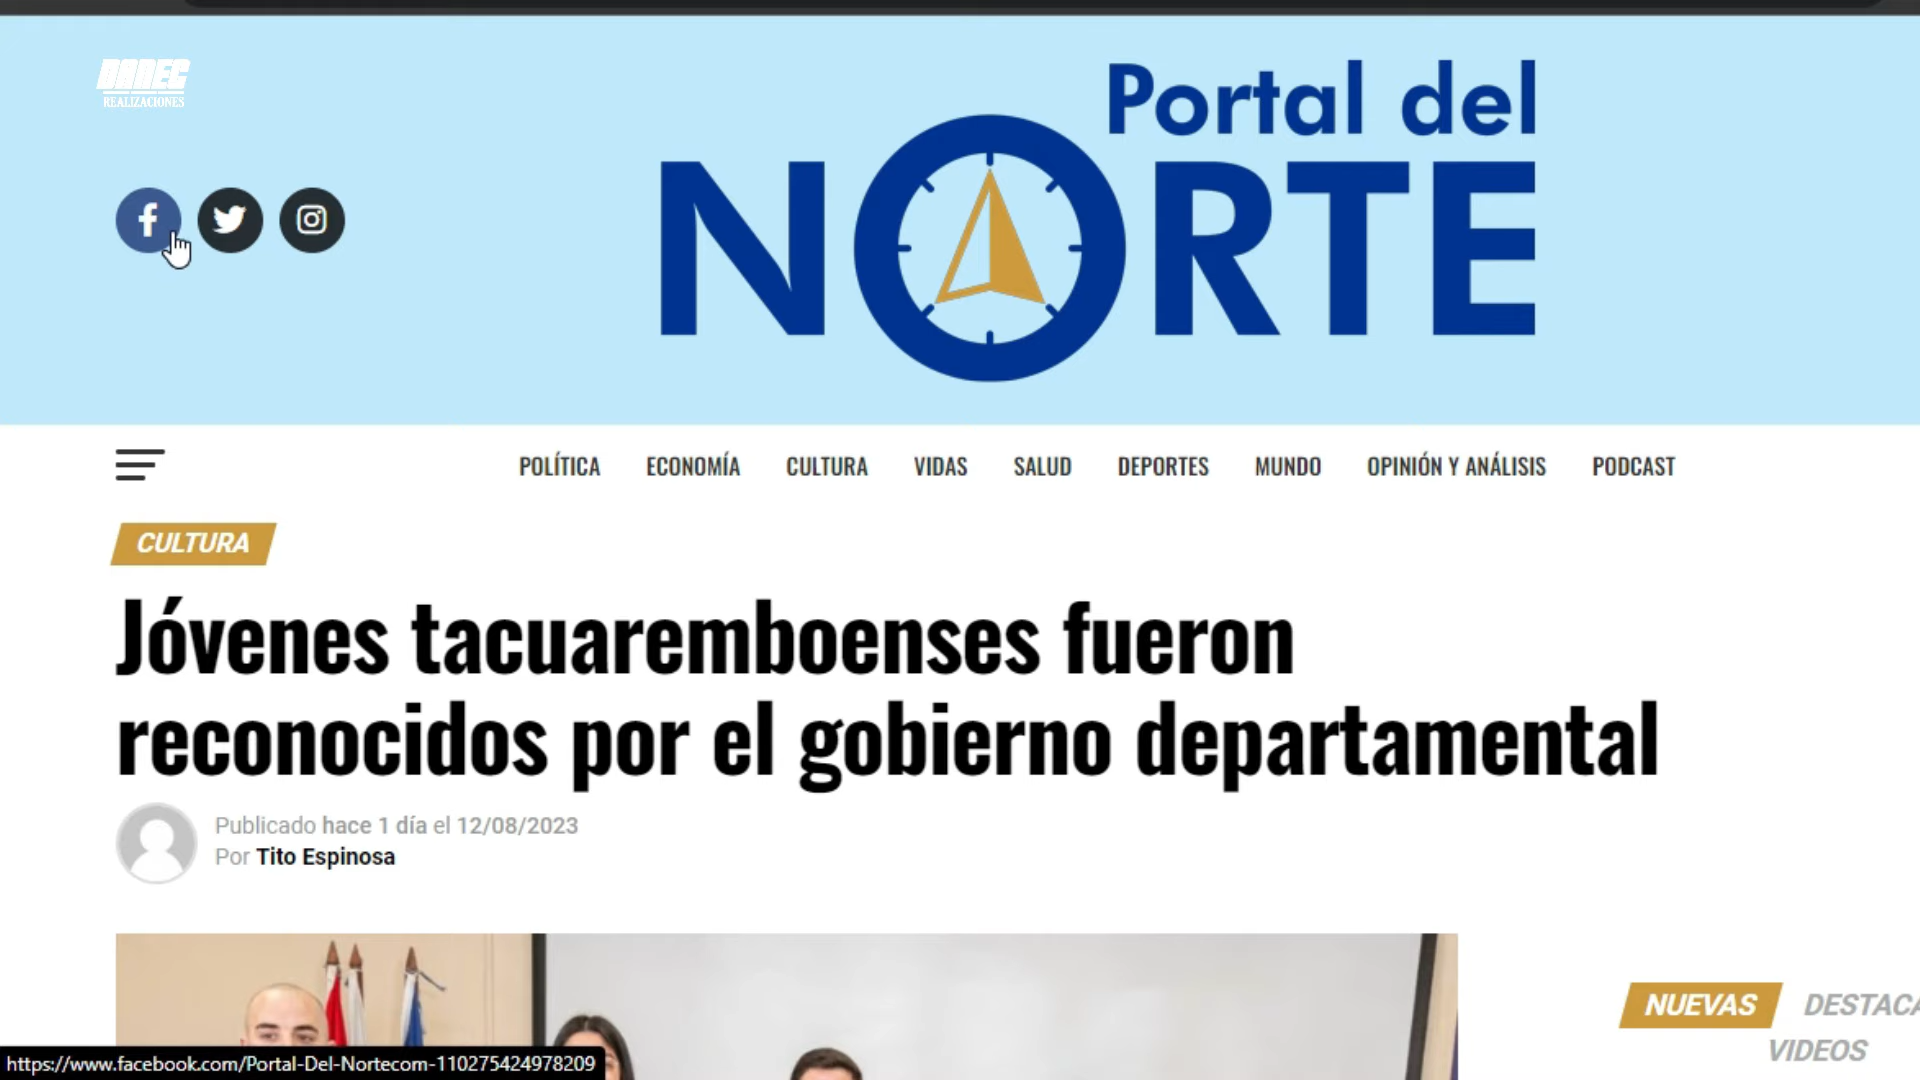 DAREC
REALIZACIONES
Portal del
NORTE
POLÍTICA ECONOMÍA CULTURA VIDAS SALUD DEPORTES MUNDO OPINIÓN Y ANÁLISIS PODCAST
CULTURA
Jóvenes tacuaremboenses fueron
reconocidos por el gobierno departamental
Publicado hace 1 día el 12/08/2023
Por Tito Espinosa
NUEVAS DESTACA
VIDEOS
https://www.facebook.com/Portal-Del-Nortecom-110275424978209